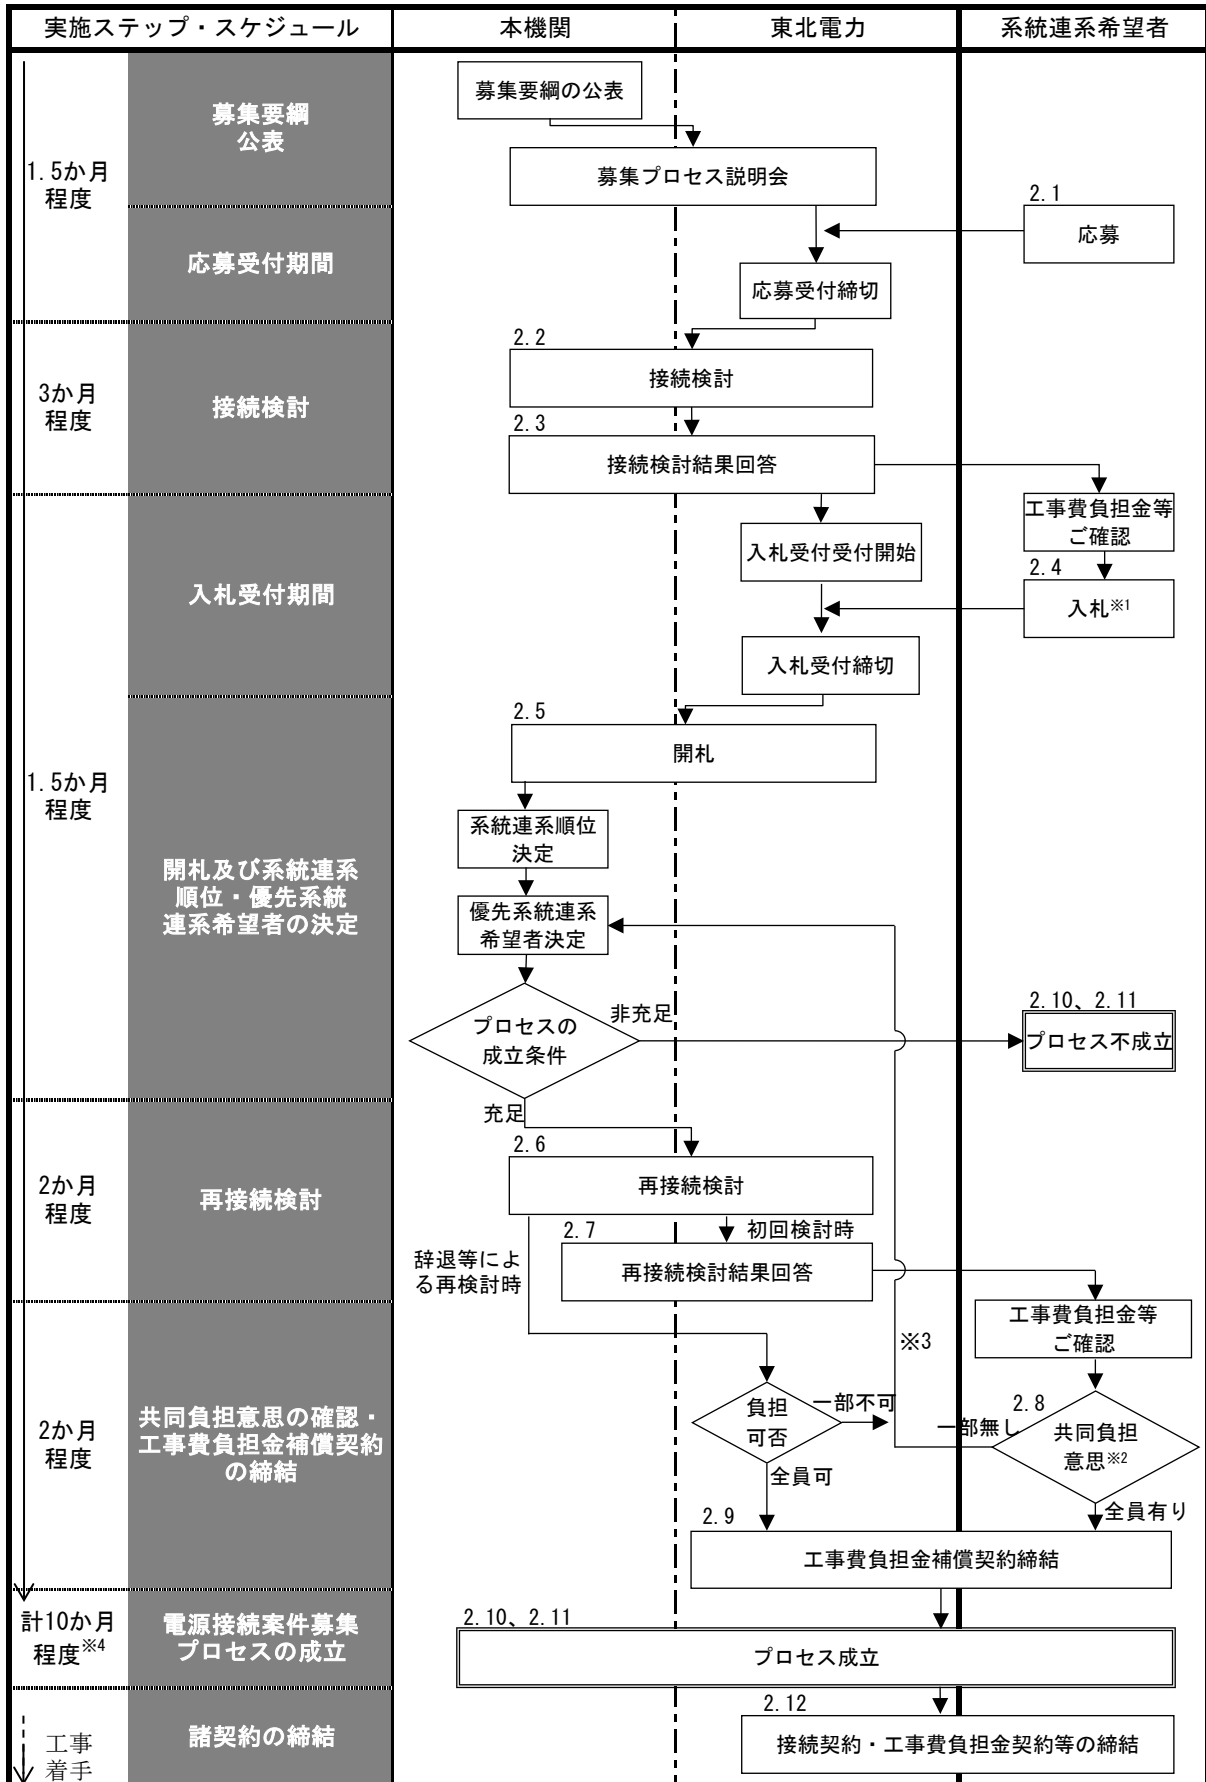 実施ステップ・スケジュール
本機関
東北電力
系統連系希望者
1.5か月
程度
募集要綱
公表
募集要綱の公表
募集プロセス説明会
応募受付期間
2.1
応募
応募受付締切
3か月
程度
接続検討
2.2
接続検討
2.3
接続検討結果回答
1.5か月
程度
入札受付期間
工事費負担金等
ご確認
入札受付受付開始
2.4
入札※1
入札受付締切
開札及び系統連系
順位・優先系統
連系希望者の決定
2.5
開札
系統連系順位
決定
優先系統連系
希望者決定
プロセスの
成立条件
非充足
2.10、2.11
プロセス不成立
充足
2か月
程度
再接続検討
2.6
再接続検討
初回検討時
2.7
再接続検討結果回答
辞退等によ
る再検討時
2か月
程度
共同負担意思の確認・
工事費負担金補償契約
の締結
工事費負担金等
ご確認
※3
負担
可否
一部不可
全員可
2.8
一部無し
共同負担
意思※2
全員有り
2.9
工事費負担金補償契約締結
計10か月
程度※4
電源接続案件募集
プロセスの成立
2.10、2.11
プロセス成立
工事
着手
諸契約の締結
2.12
接続契約・工事費負担金契約等の締結